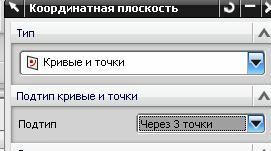 Координатная плоскость
Тип
Кривые и точки
Подтип кривые и точки
Подтип
Через 3 точки